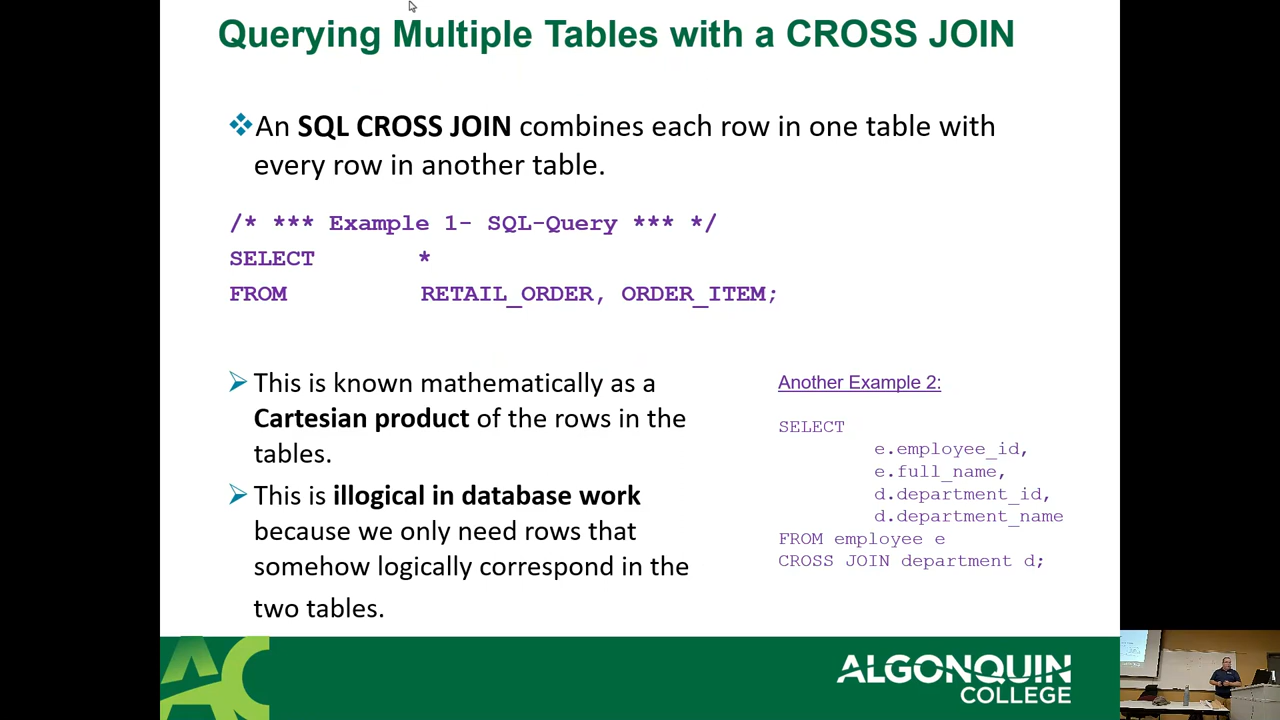 Querying Multiple Tables with a CROSS JOIN
An SQL CROSS JOIN combines each row in one table with
every row in another table.
/* *** Example 1- SQL-Query *** */
SELECT *
FROM RETAIL_ORDER, ORDER_ITEM;
This is known mathematically as a
Cartesian product of the rows in the
tables.
This is illogical in database work
because we only need rows that
somehow logically correspond in the
two tables.
Another Example 2:
SELECT
e.employee_id,
e.full_name,
d.department_id,
d.department_name
FROM employee e
CROSS JOIN department d;
AC
ALGONQUIN
COLLEGE